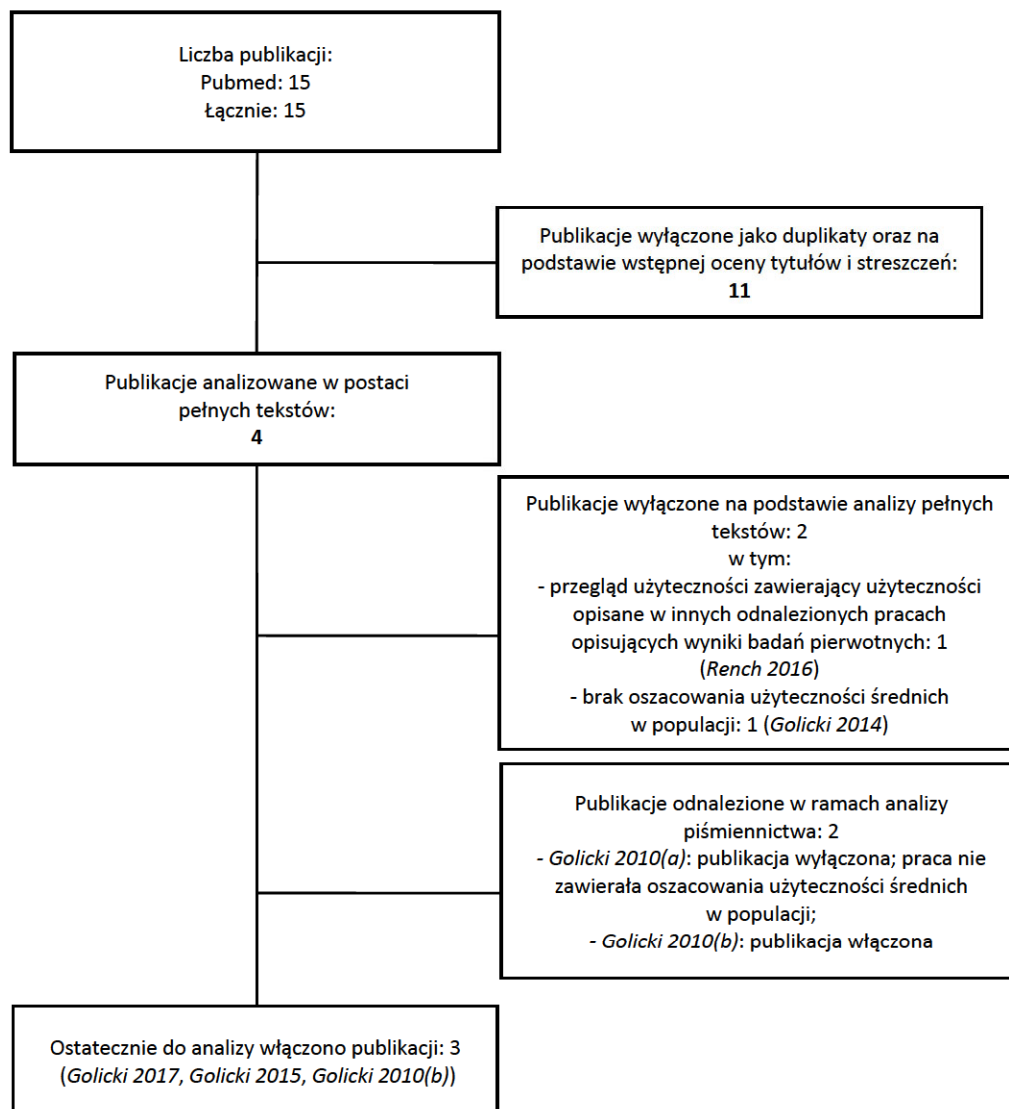 Liczba publikacji:
Pubmed: 15
Łącznie: 15
Publikacje wyłączone jako duplikaty oraz na
podstawie wstępnej oceny tytułów i streszczeń:
11
Publikacje analizowane w postaci
pełnych tekstów:
4
Publikacje wyłączone na podstawie analizy pełnych
tekstów: 2
w tym:
- przegląd użyteczności zawierający użyteczności
opisane w innych odnalezionych pracach
opisujących wyniki badań pierwotnych: 1
(Rench 2016)
- brak oszacowania użyteczności średnich
w populacji: 1 (Golicki 2014)
Publikacje odnalezione w ramach analizy
piśmiennictwa: 2
- Golicki 2010(a): publikacja wyłączona; praca nie
zawierała oszacowania użyteczności średnich
w populacji;
- Golicki 2010(b): publikacja włączona
Ostatecznie do analizy włączono publikacji: 3
(Golicki 2017, Golicki 2015, Golicki 2010(b))